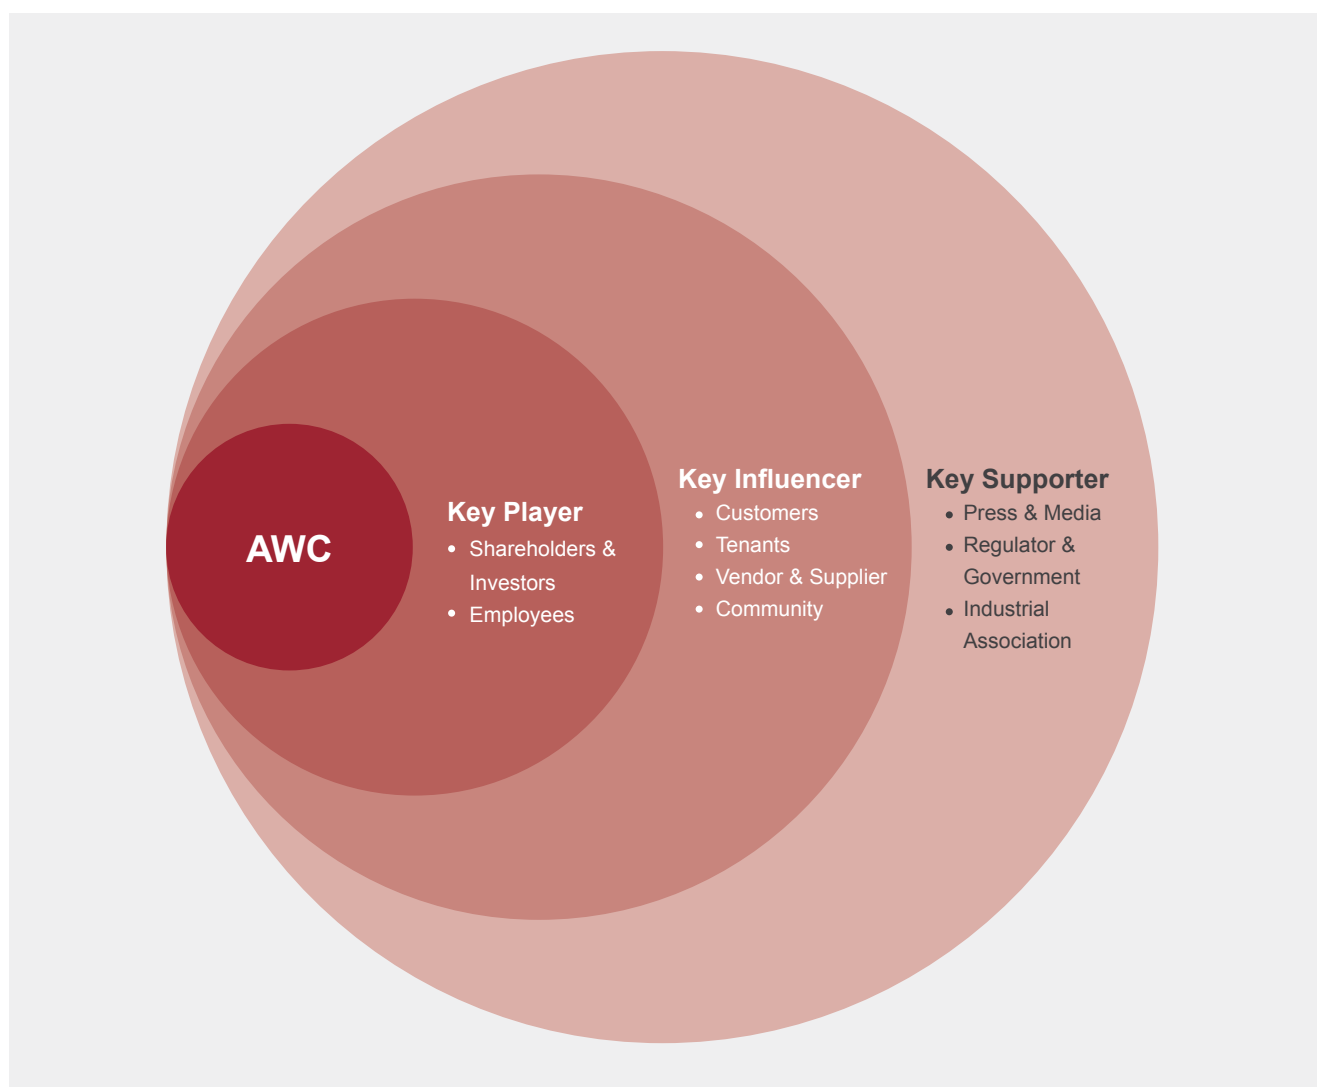 AWC
Key Player
• Shareholders &
Investors
• Employees
Key Influencer
• Customers
• Tenants
• Vendor & Supplier
• Community
Key Supporter
• Press & Media
• Regulator &
Government
• Industrial
Association